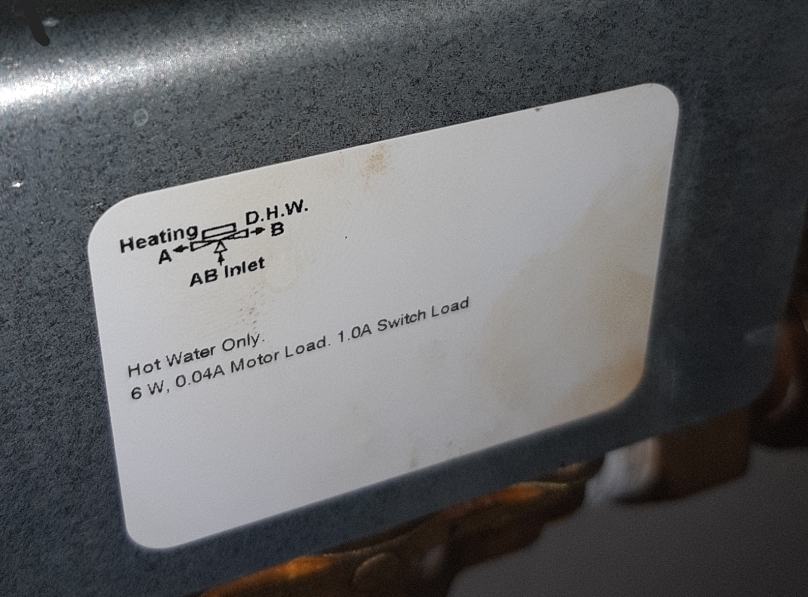 Heating D.H.W.
A B
AB Inlet
Hot Water Only.
6 W, 0.04A Motor Load. 1.0A Switch Load